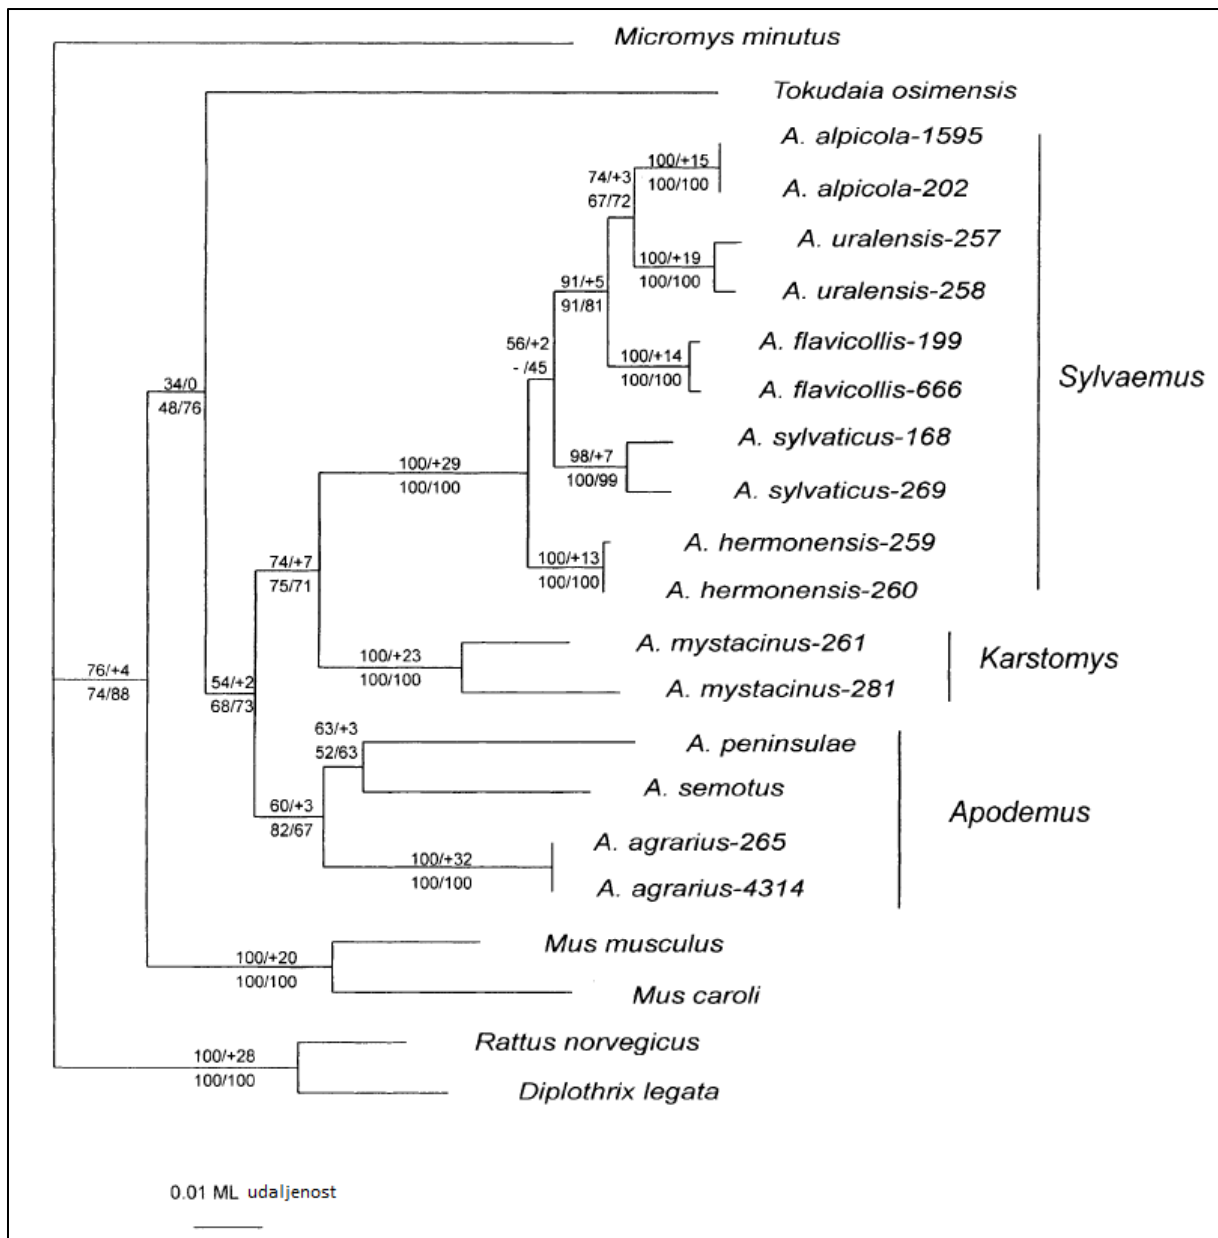 Micromys minutus
Tokudaia osimensis
A. alpicola-1595
100/+15
74/+3
100/100
A. alpicola-202
67/72
A. uralensis-257
100/+19
100/100
91/+5
A. uralensis-258
91/81
A. flavicollis-199
56/+2
100/+14
- /45
100/100
Sylvaemus
34/0
A. flavicollis-666
48/76
A. sylvaticus-168
98/+7
100/+29
100/99
100/100
A. sylvaticus-269
A. hermonensis-259
74/+7
100/+13
75/71
100/100
A. hermonensis-260
A. mystacinus-261
100/+23
Karstomys
76/+4
100/100
74/88
54/+2
A. mystacinus-281
68/73
63/+3
52/63
A. peninsulae
A. semotus
60/+3
Apodemus
82/67
A. agrarius-265
100/+32
100/100
A. agrarius-4314
Mus musculus
100/+20
100/100
Mus caroli
Rattus norvegicus
100/+28
100/100
Diplothrix legata
0.01 ML udaljenost